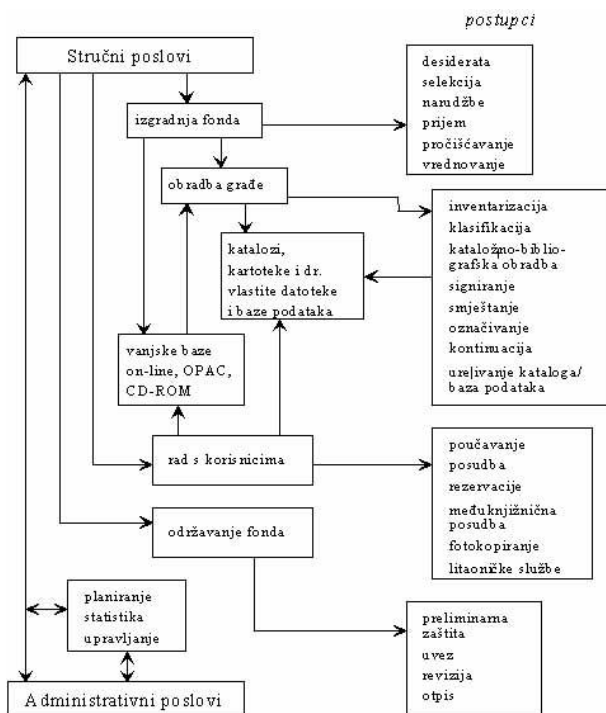 postupci
Stručni poslovi
desiderata
selekcija
narudžbe
prijem
pročišćavanje
vrednovanje
izgradnja fonda
obradba građe
inventarizacija
klasifikacija
kataložno-biblio-
grafska obradba
signiranje
smještanje
označivanje
kontinuacija
ureļivanje kataloga/
baza podataka
katalozi,
kartoteke i dr.
vlastite datoteke
i baze podataka
vanjske baze
on-line, OPAC,
CD-ROM
rad s korisnicima
poučavanje
posudba
rezervacije
međuknjižnična
posudba
fotokopiranje
litaoničke službe
održavanje fonda
planiranje
statistika
upravljanje
preliminarna
zaštita
uvez
revizija
otpis
Administrativni poslovi